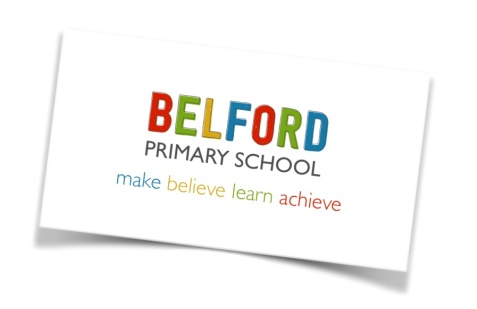 BELFORD
PRIMARY SCHOOL
make believe learn achieve